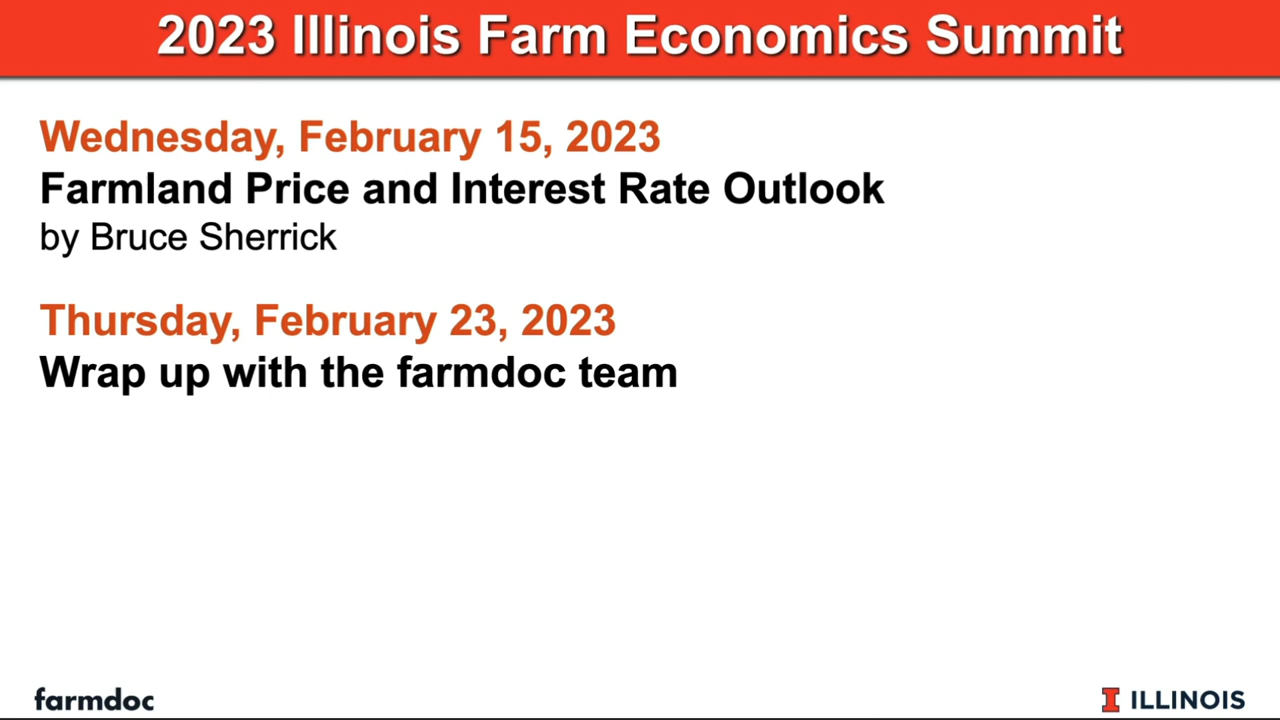 2023 Illinois Farm Economics Summit
Wednesday, February 15, 2023
Farmland Price and Interest Rate Outlook
by Bruce Sherrick
Thursday, February 23, 2023
Wrap up with the farmdoc team
farmdoc
I ILLINOIS